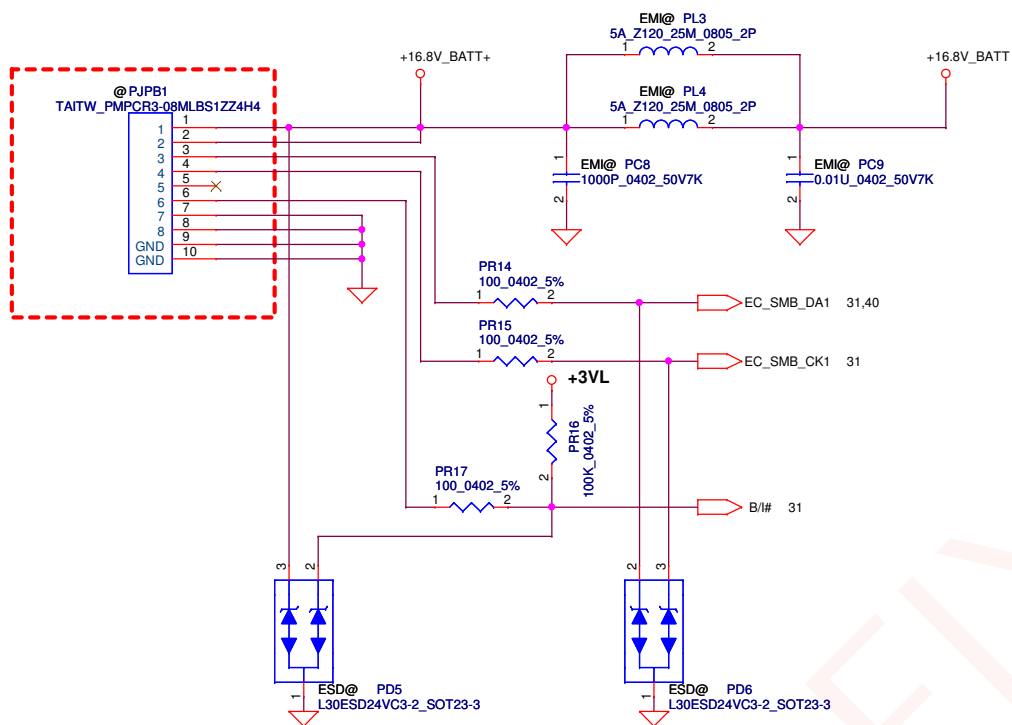 EMI@ PL3
5A_Z120_25M_0805_2P
1 2
+16.8V_BATT+
+16.8V_BATT
EMI@ PL4
5A_Z120_25M_0805_2P
1 2
@PJPB1
TAITW_PMPCR3-08MLBS1ZZ4H4
1 1
2 2
3 3
4 4
5 5
6 6
7 7
8 8
GND 9
GND 10
1
EMI@ PC8
1000P_0402_50V7K
2
1
EMI@ PC9
0.01U_0402_50V7K
2
PR14
100_0402_5%
1 2
EC_SMB_DA1 31,40
PR15
100_0402_5%
1 2
EC_SMB_CK1 31
+3VL
1
PR16
100K_0402_5%
2
PR17
100_0402_5%
1 2
B/I# 31
3 2
2 3
1
ESD@ PD5
L30ESD24VC3-2_SOT23-3
1
ESD@ PD6
L30ESD24VC3-2_SOT23-3